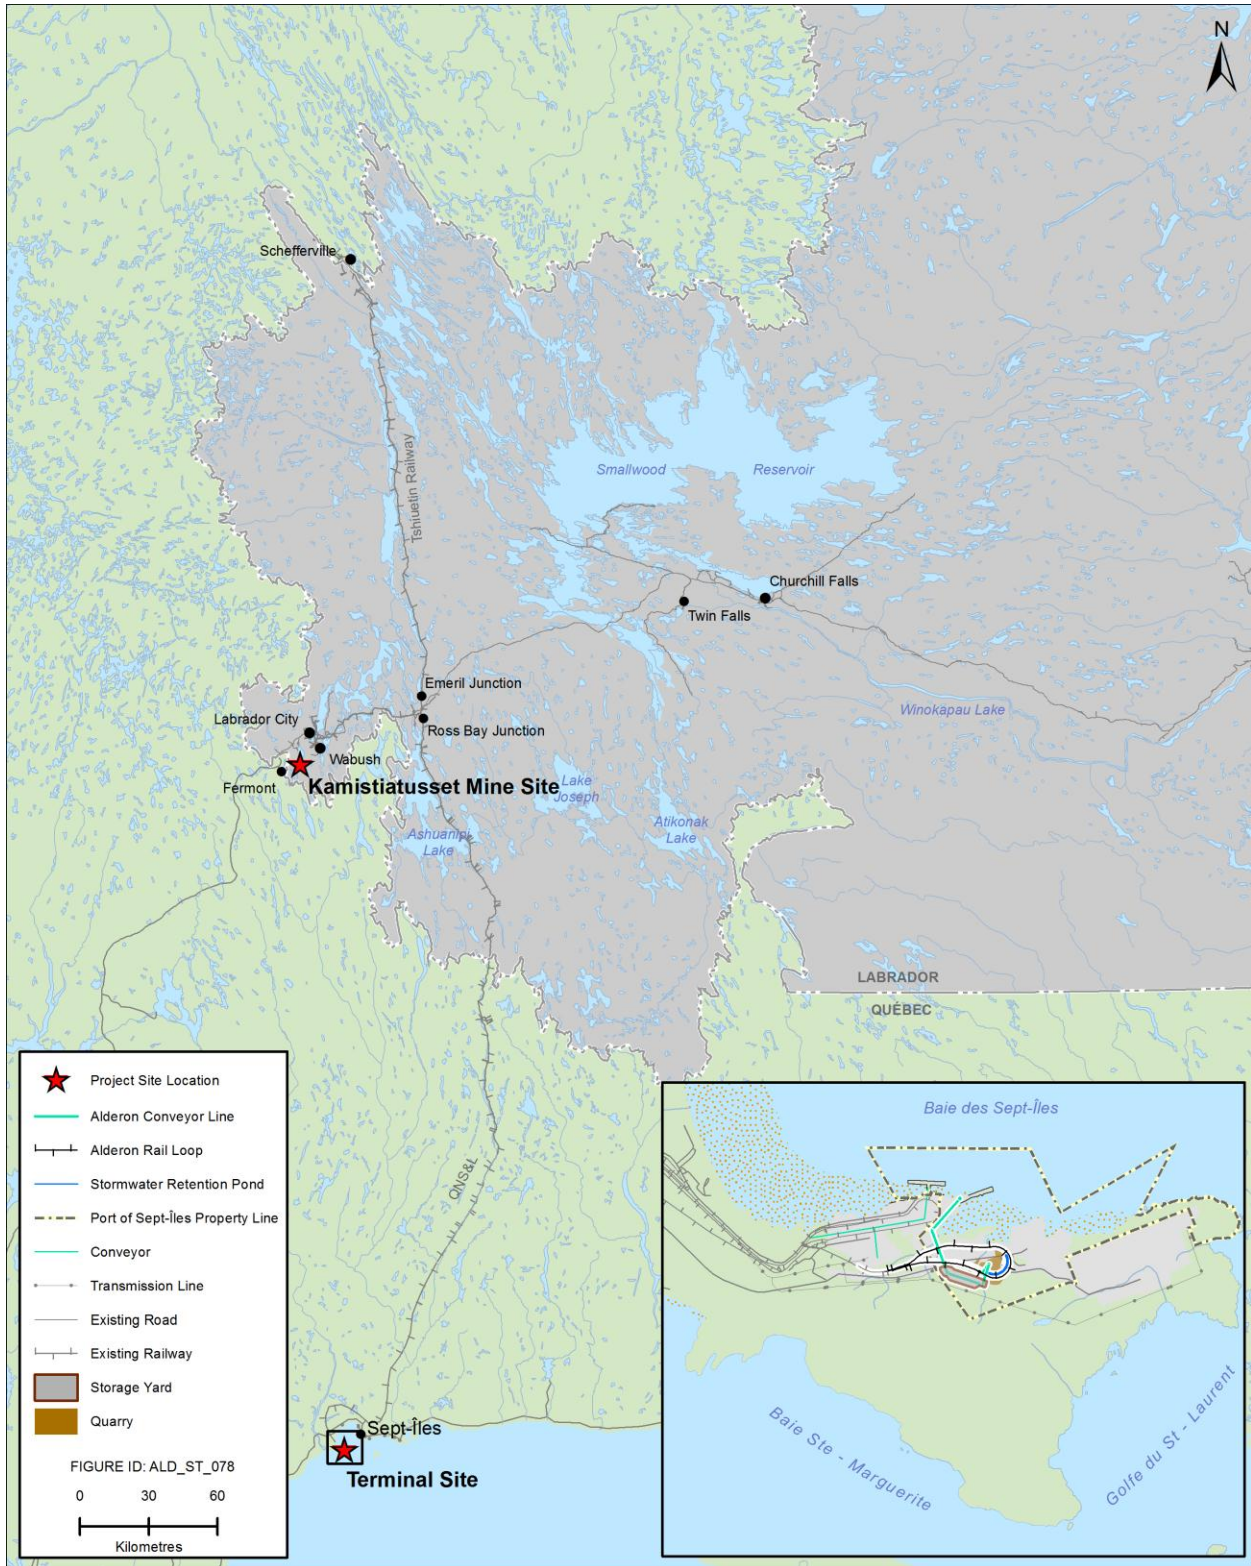 N
Schefferville
Tshiuetin Railway
Smallwood
Reservoir
Churchill Falls
Twin Falls
Emeril Junction
Labrador City
Ross Bay Junction
Winokapau Lake
Wabush
Fermont
Kamistiatusset Mine Site
Lake
Joseph
Ashuanipi
Lake
Atikonak
Lake
LABRADOR
QUÉBEC
QNS&L
Sept-Îles
Terminal Site
Project Site Location
Alderon Conveyor Line
Alderon Rail Loop
Stormwater Retention Pond
Port of Sept-Îles Property Line
Conveyor
Transmission Line
Existing Road
Existing Railway
Storage Yard
Quarry
FIGURE ID: ALD_ST_078
0 30 60
Kilometres
Baie des Sept-Îles
Baie Ste - Marguerite
Golfe du St - Laurent